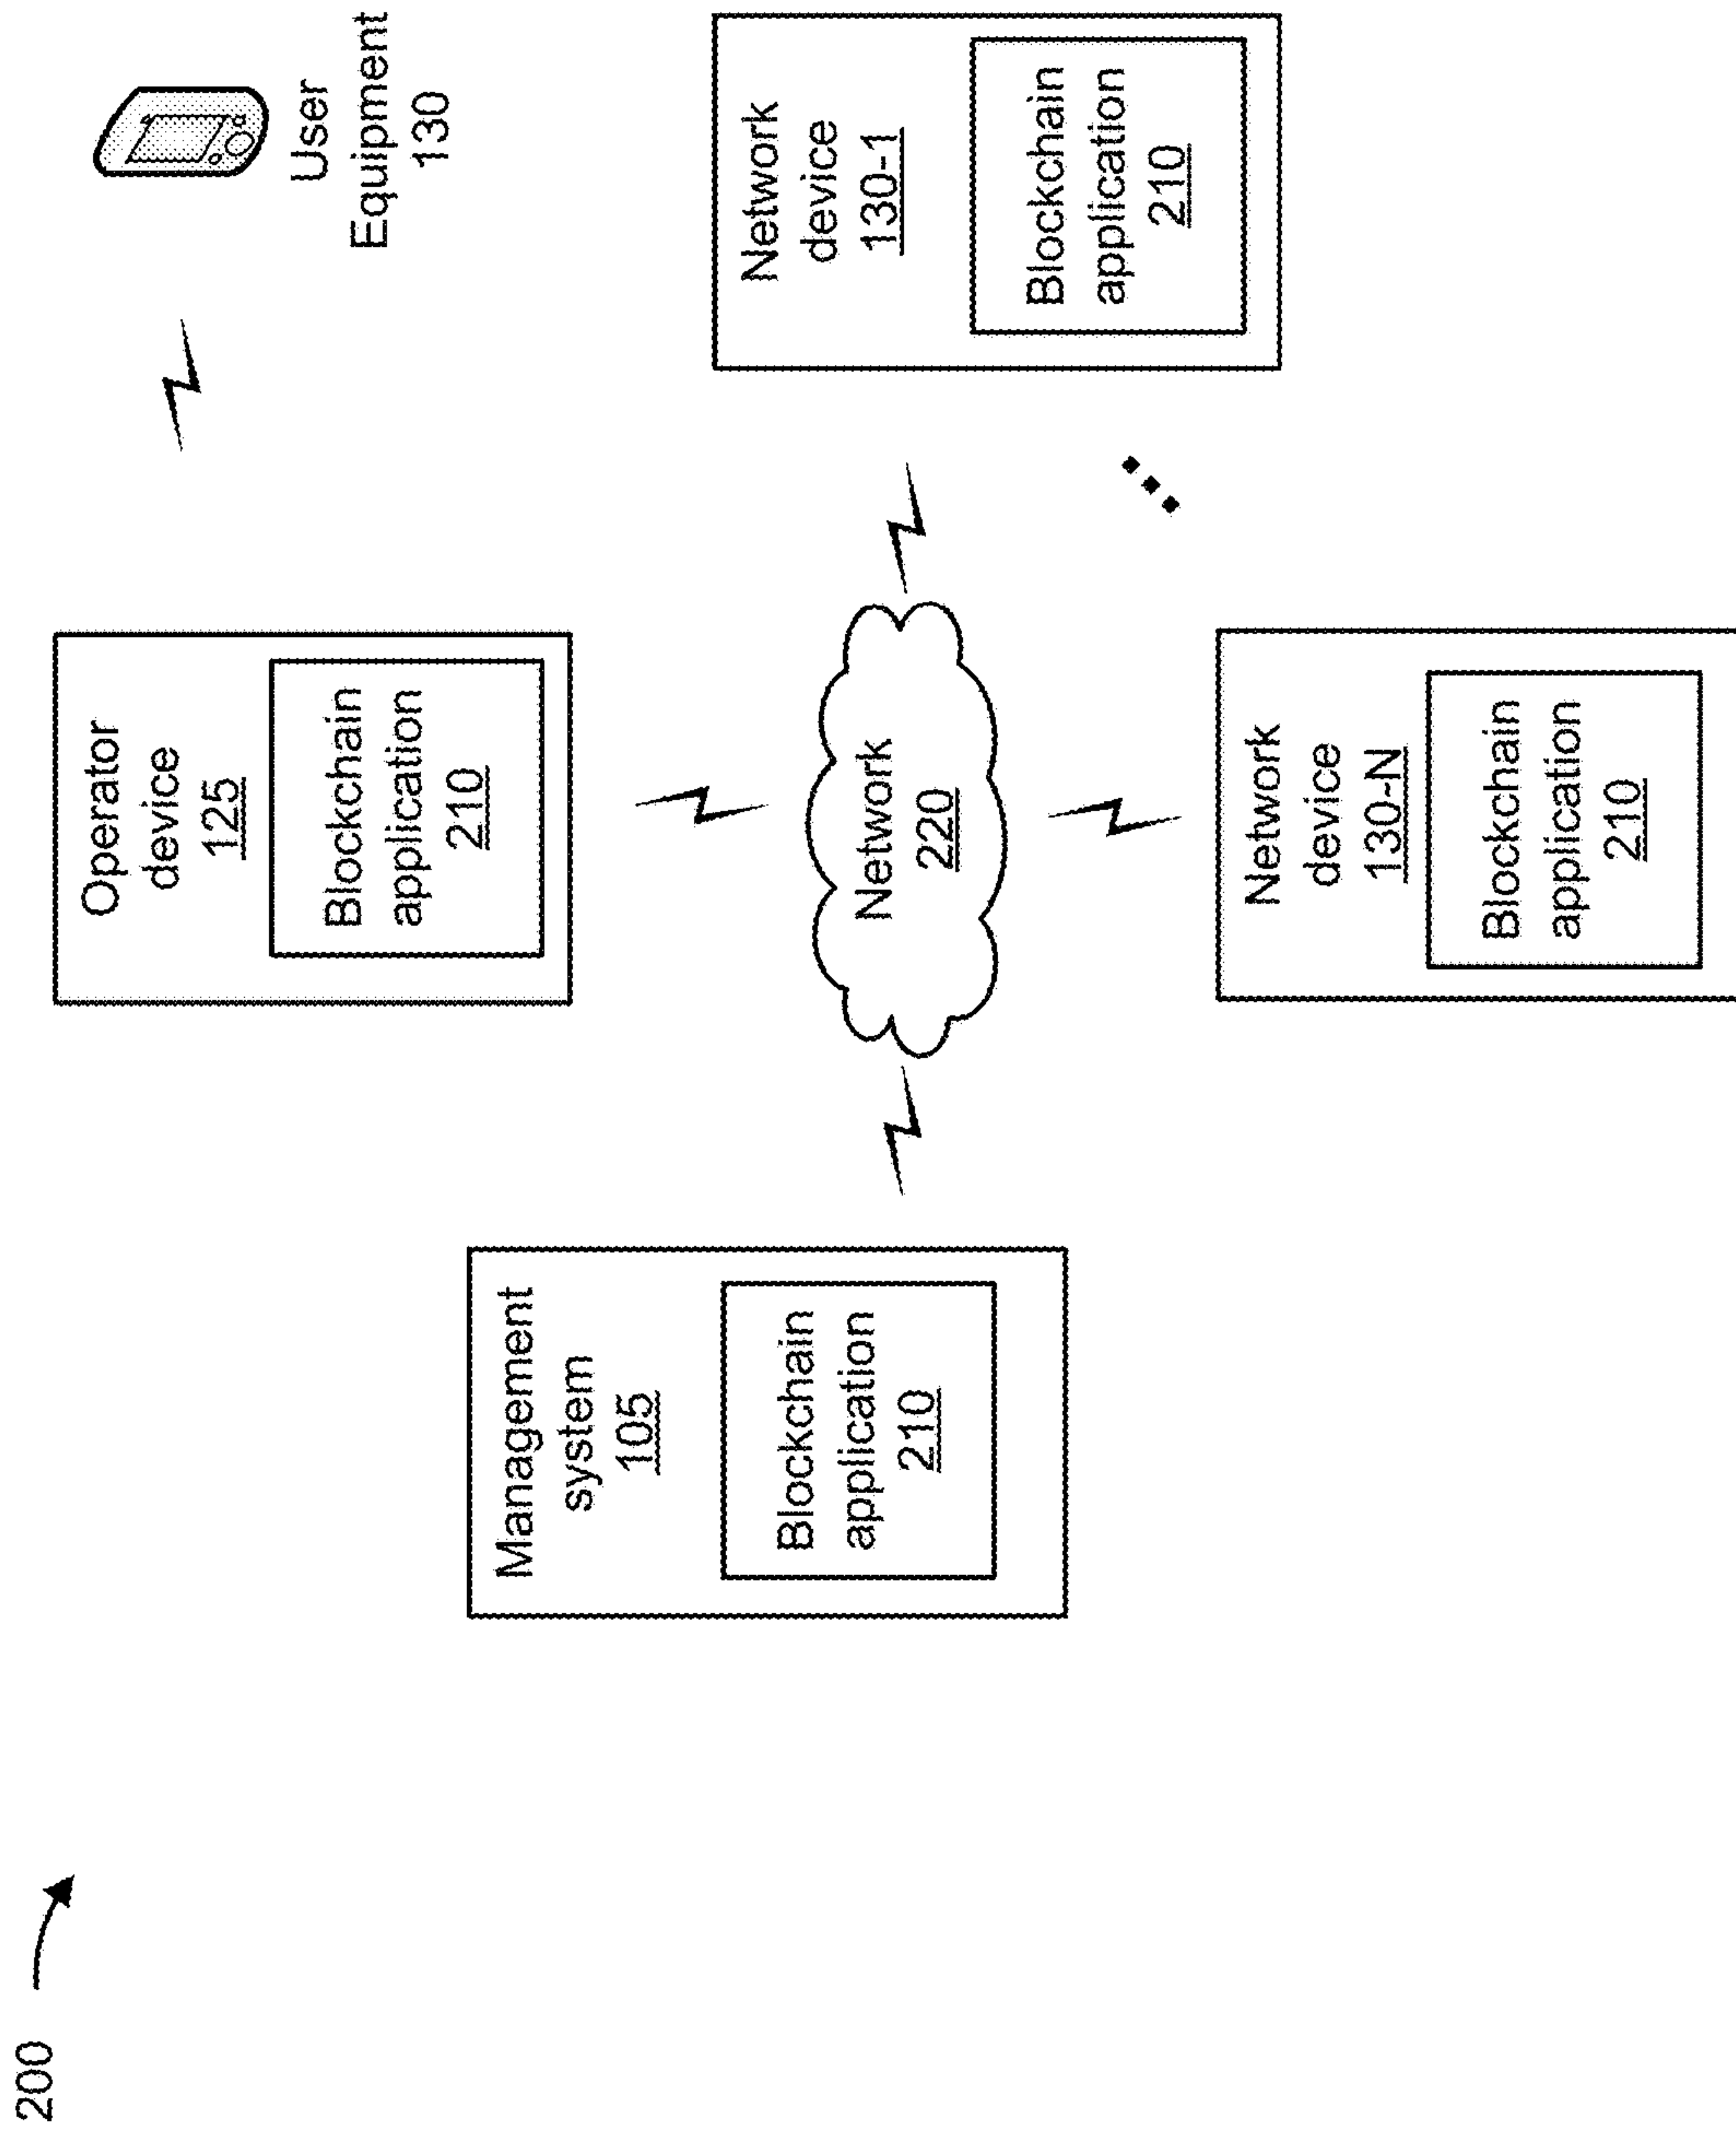 200
Operator
device
125
Blockchain
application
210
User
Equipment
130
Management
system
105
Blockchain
application
210
Network
220
Network
device
130-1
Blockchain
application
210
Network
device
130-N
Blockchain
application
210